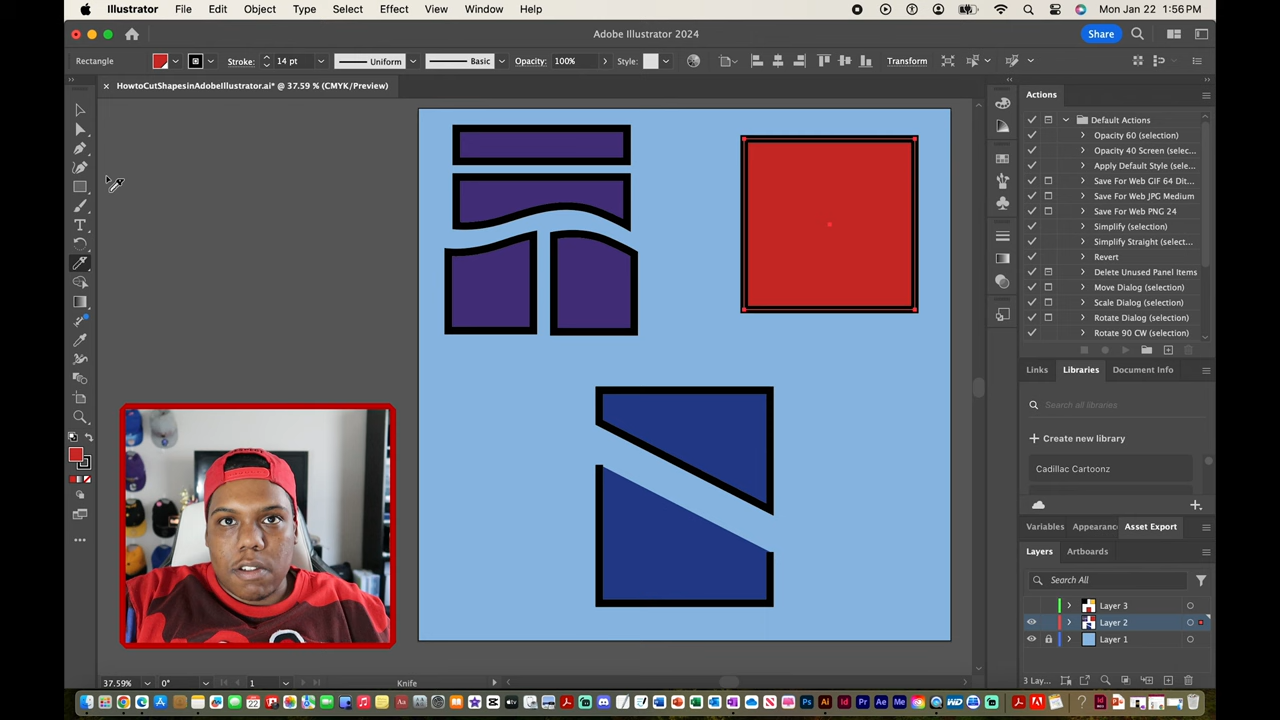 Illustrator File Edit Object Type Select Effect View Window Help Mon Jan 22 1:56 PM
Adobe Illustrator 2024 Share
Rectangle Stroke: 14 pt Uniform Basic Opacity: 100% Style: Transform
HowtoCutShapesinAdobeIllustrator.ai* @ 37.59 % (CMYK/Preview)
Actions
Default Actions
Opacity 60 (selection)
Opacity 40 Screen (selec...
Apply Default Style (sele...
Save For Web GIF 64 Dit...
Save For Web JPG Medium
Save For Web PNG 24
Simplify (selection)
Simplify Straight (select...
Revert
Delete Unused Panel Items
Move Dialog (selection)
Scale Dialog (selection)
Rotate Dialog (selection)
Rotate 90 CW (selection)
Links Libraries Document Info
Search all libraries
Create new library
Cadillac Cartoonz
Variables Appearanc Asset Export
Layers Artboards
Search All
Layer 3
Layer 2
Layer 1
37.59% 0° 1 Knife 3 Lay...